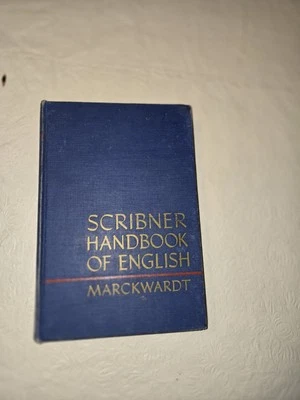 SCRIBNER
HANDBOOK
OF ENGLISH
MARCKWARDT